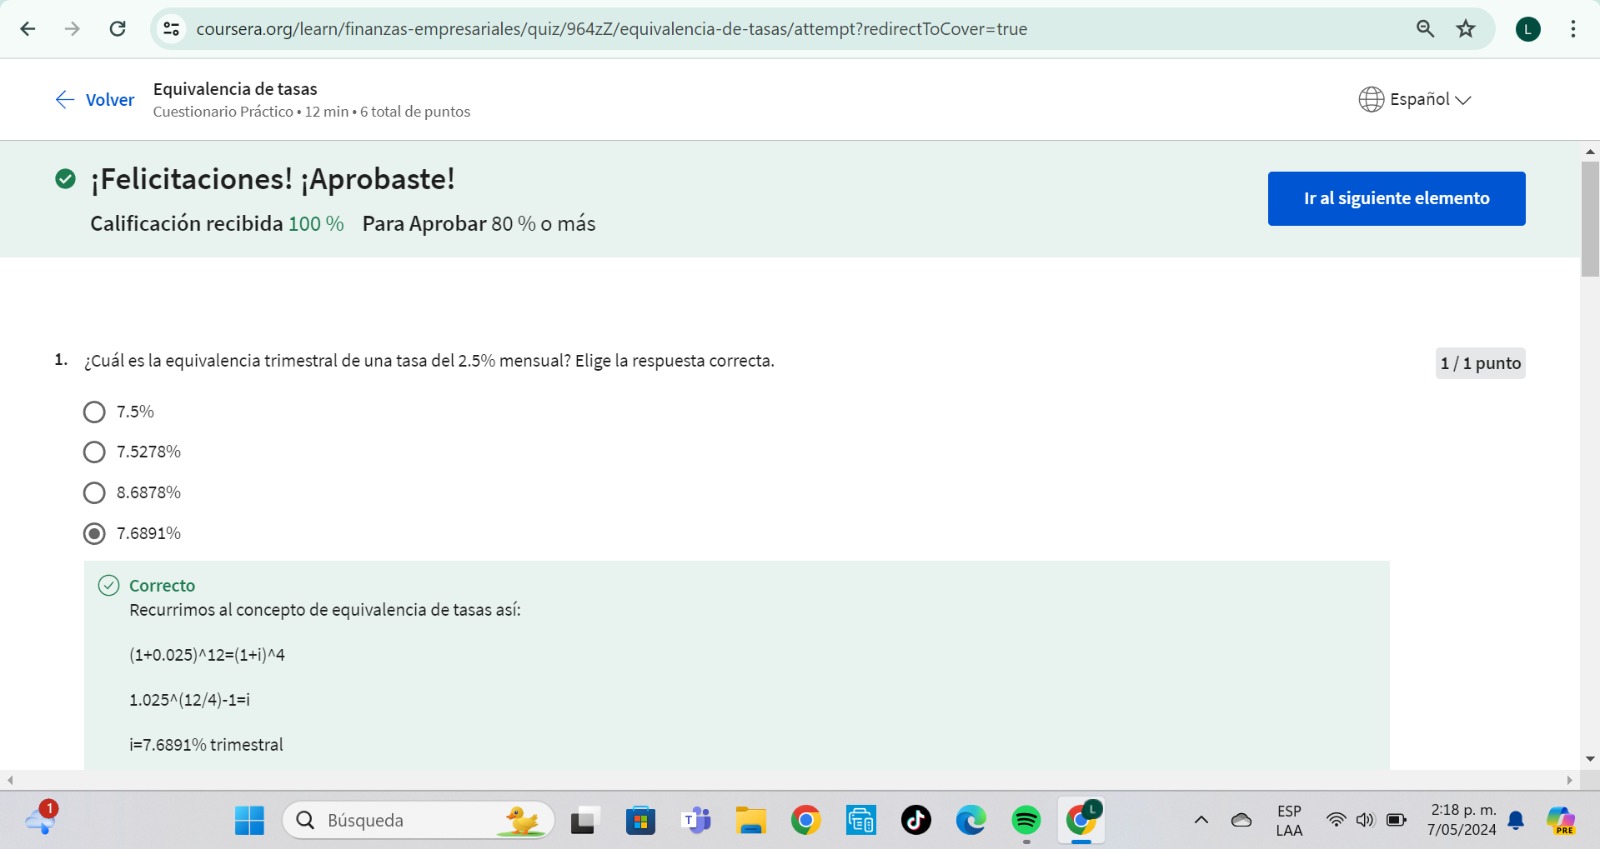 coursera.org/learn/finanzas-empresariales/quiz/964zZ/equivalencia-de-tasas/attempt?redirectToCover=true
L
Volver
Equivalencia de tasas
Cuestionario Práctico • 12 min • 6 total de puntos
Español
¡Felicitaciones! ¡Aprobaste!
Calificación recibida 100 % Para Aprobar 80 % o más
Ir al siguiente elemento
1. ¿Cuál es la equivalencia trimestral de una tasa del 2.5% mensual? Elige la respuesta correcta.
1 / 1 punto
7.5%
7.5278%
8.6878%
7.6891%
Correcto
Recurrimos al concepto de equivalencia de tasas así:
(1+0.025)^12=(1+i)^4
1.025^(12/4)-1=i
i=7.6891% trimestral
1
Búsqueda
T
L
ESP
LAA
2:18 p. m.
7/05/2024
PRE